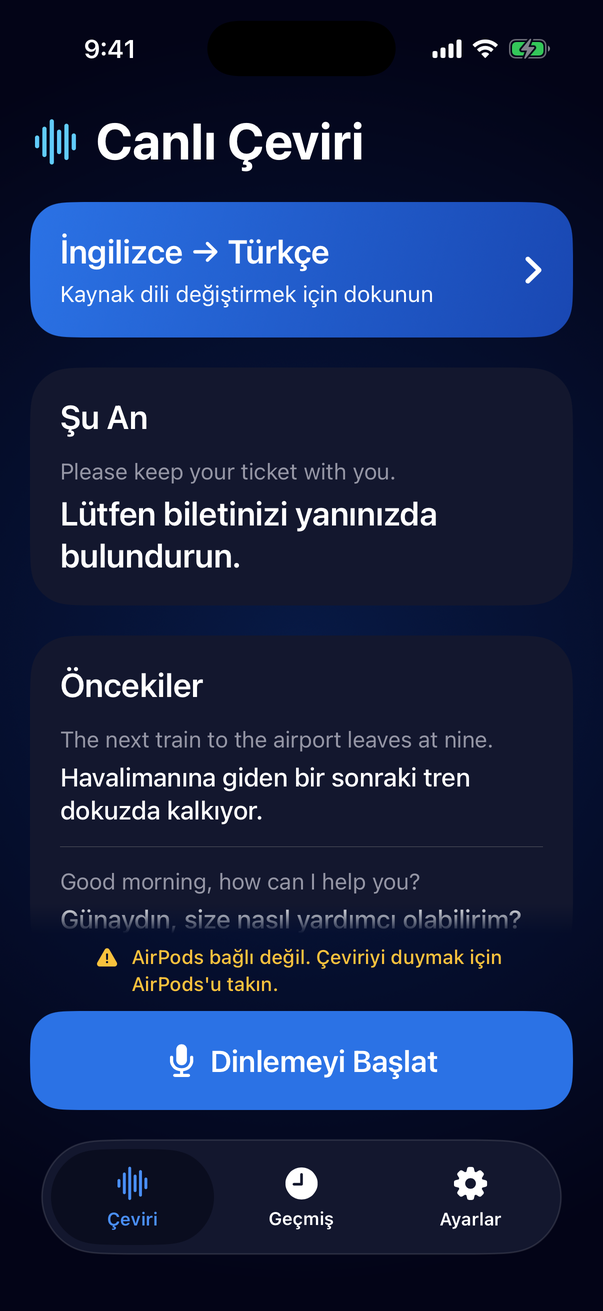 9:41
Canlı Çeviri
İngilizce → Türkçe
Kaynak dili değiştirmek için dokunun
Şu An
Please keep your ticket with you.
Lütfen biletinizi yanınızda
bulundurun.
Öncekiler
The next train to the airport leaves at nine.
Havalimanına giden bir sonraki tren
dokuzda kalkıyor.
Good morning, how can I help you?
Günaydın, size nasıl yardımcı olabilirim?
AirPods bağlı değil. Çeviriyi duymak için
AirPods'u takın.
Dinlemeyi Başlat
Çeviri
Geçmiş
Ayarlar